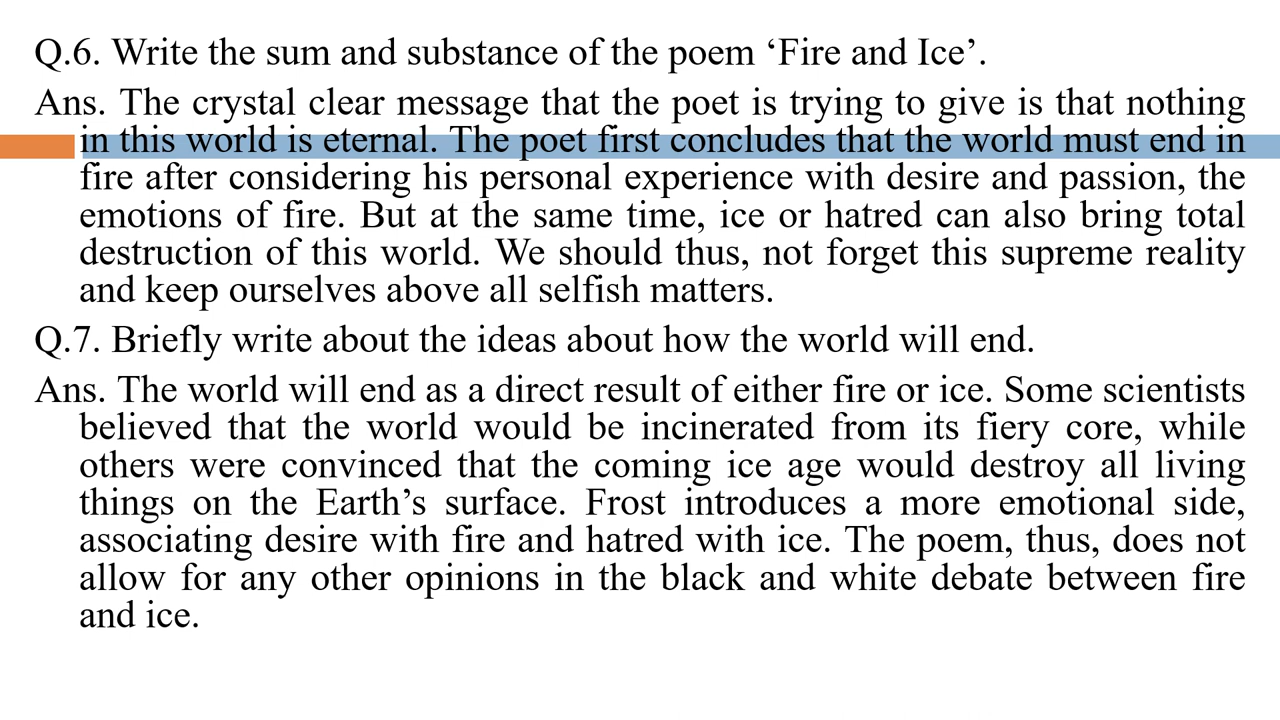 Q.6. Write the sum and substance of the poem ‘Fire and Ice’.
Ans. The crystal clear message that the poet is trying to give is that nothing
in this world is eternal. The poet first concludes that the world must end in
fire after considering his personal experience with desire and passion, the
emotions of fire. But at the same time, ice or hatred can also bring total
destruction of this world. We should thus, not forget this supreme reality
and keep ourselves above all selfish matters.
Q.7. Briefly write about the ideas about how the world will end.
Ans. The world will end as a direct result of either fire or ice. Some scientists
believed that the world would be incinerated from its fiery core, while
others were convinced that the coming ice age would destroy all living
things on the Earth’s surface. Frost introduces a more emotional side,
associating desire with fire and hatred with ice. The poem, thus, does not
allow for any other opinions in the black and white debate between fire
and ice.